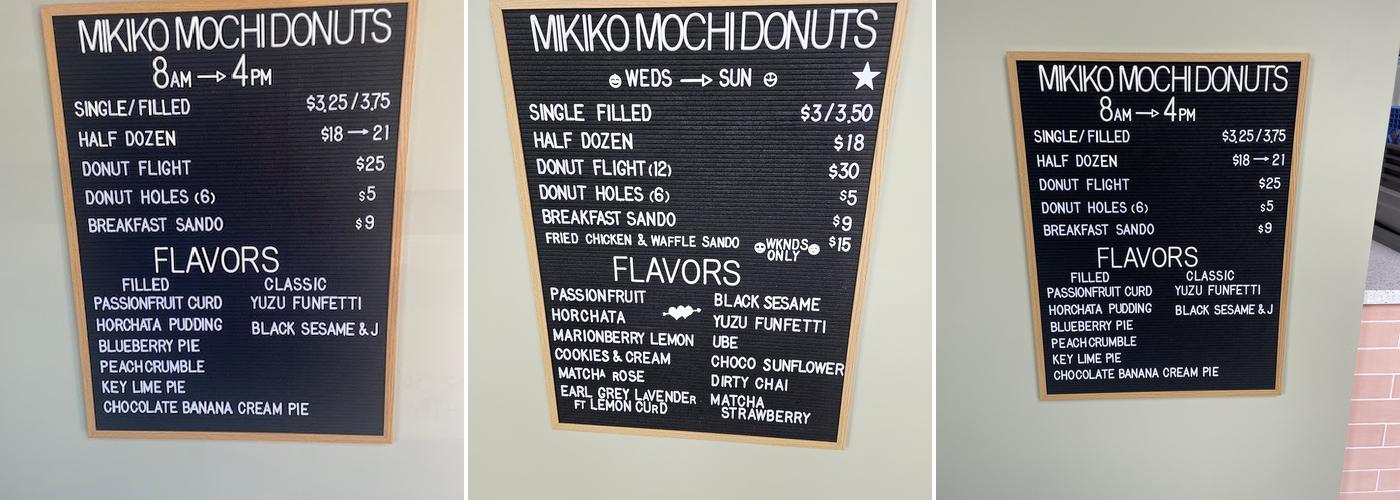 MIKIKO MOCHI DONUTS
8AM → 4PM
SINGLE/FILLED $3.25/3.75
HALF DOZEN $18 → 21
DONUT FLIGHT $25
DONUT HOLES (6) $5
BREAKFAST SANDO $9
FLAVORS
FILLED CLASSIC
PASSIONFRUIT CURD YUZU FUNFETTI
HORCHATA PUDDING BLACK SESAME & J
BLUEBERRY PIE
PEACH CRUMBLE
KEY LIME PIE
CHOCOLATE BANANA CREAM PIE
MIKIKO MOCHI DONUTS
WEDS → SUN
SINGLE FILLED $3/3.50
HALF DOZEN $18
DONUT FLIGHT (12) $30
DONUT HOLES (6) $5
BREAKFAST SANDO $9
FRIED CHICKEN & WAFFLE SANDO WKNDS ONLY $15
FLAVORS
PASSIONFRUIT BLACK SESAME
HORCHATA YUZU FUNFETTI
MARIONBERRY LEMON UBE
COOKIES & CREAM CHOCO SUNFLOWER
MATCHA ROSE DIRTY CHAI
EARL GREY LAVENDER MATCHA
FT LEMON CURD STRAWBERRY
MIKIKO MOCHI DONUTS
8AM → 4PM
SINGLE/FILLED $3.25/3.75
HALF DOZEN $18 → 21
DONUT FLIGHT $25
DONUT HOLES (6) $5
BREAKFAST SANDO $9
FLAVORS
FILLED CLASSIC
PASSIONFRUIT CURD YUZU FUNFETTI
HORCHATA PUDDING BLACK SESAME & J
BLUEBERRY PIE
PEACH CRUMBLE
KEY LIME PIE
CHOCOLATE BANANA CREAM PIE